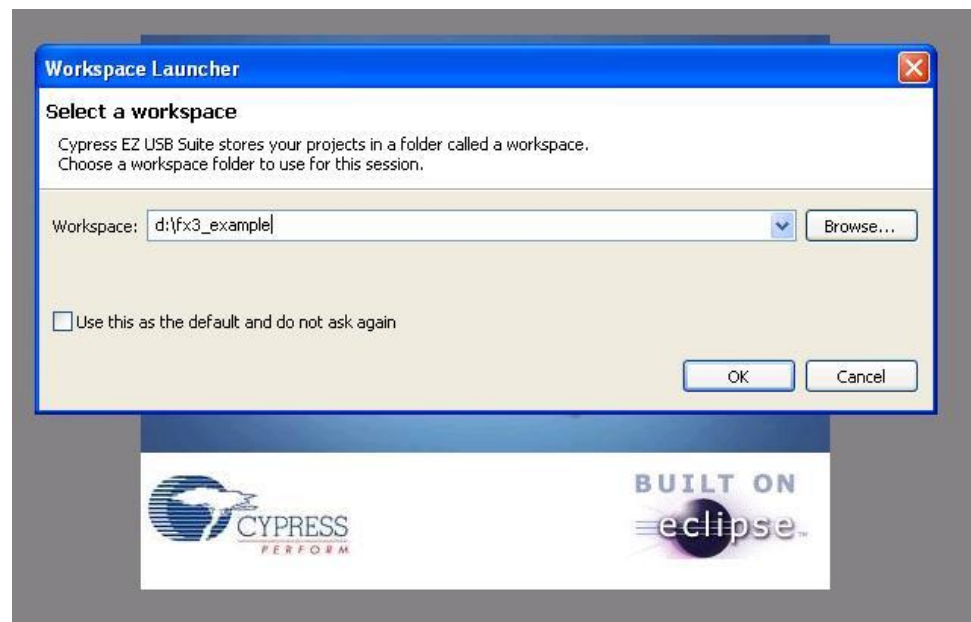 Workspace Launcher
Select a workspace
Cypress EZ USB Suite stores your projects in a folder called a workspace.
Choose a workspace folder to use for this session.
Workspace: d:\fx3_example Browse...
Use this as the default and do not ask again
OK Cancel
BUILT ON
CYPRESS eclipse™
PERFORM